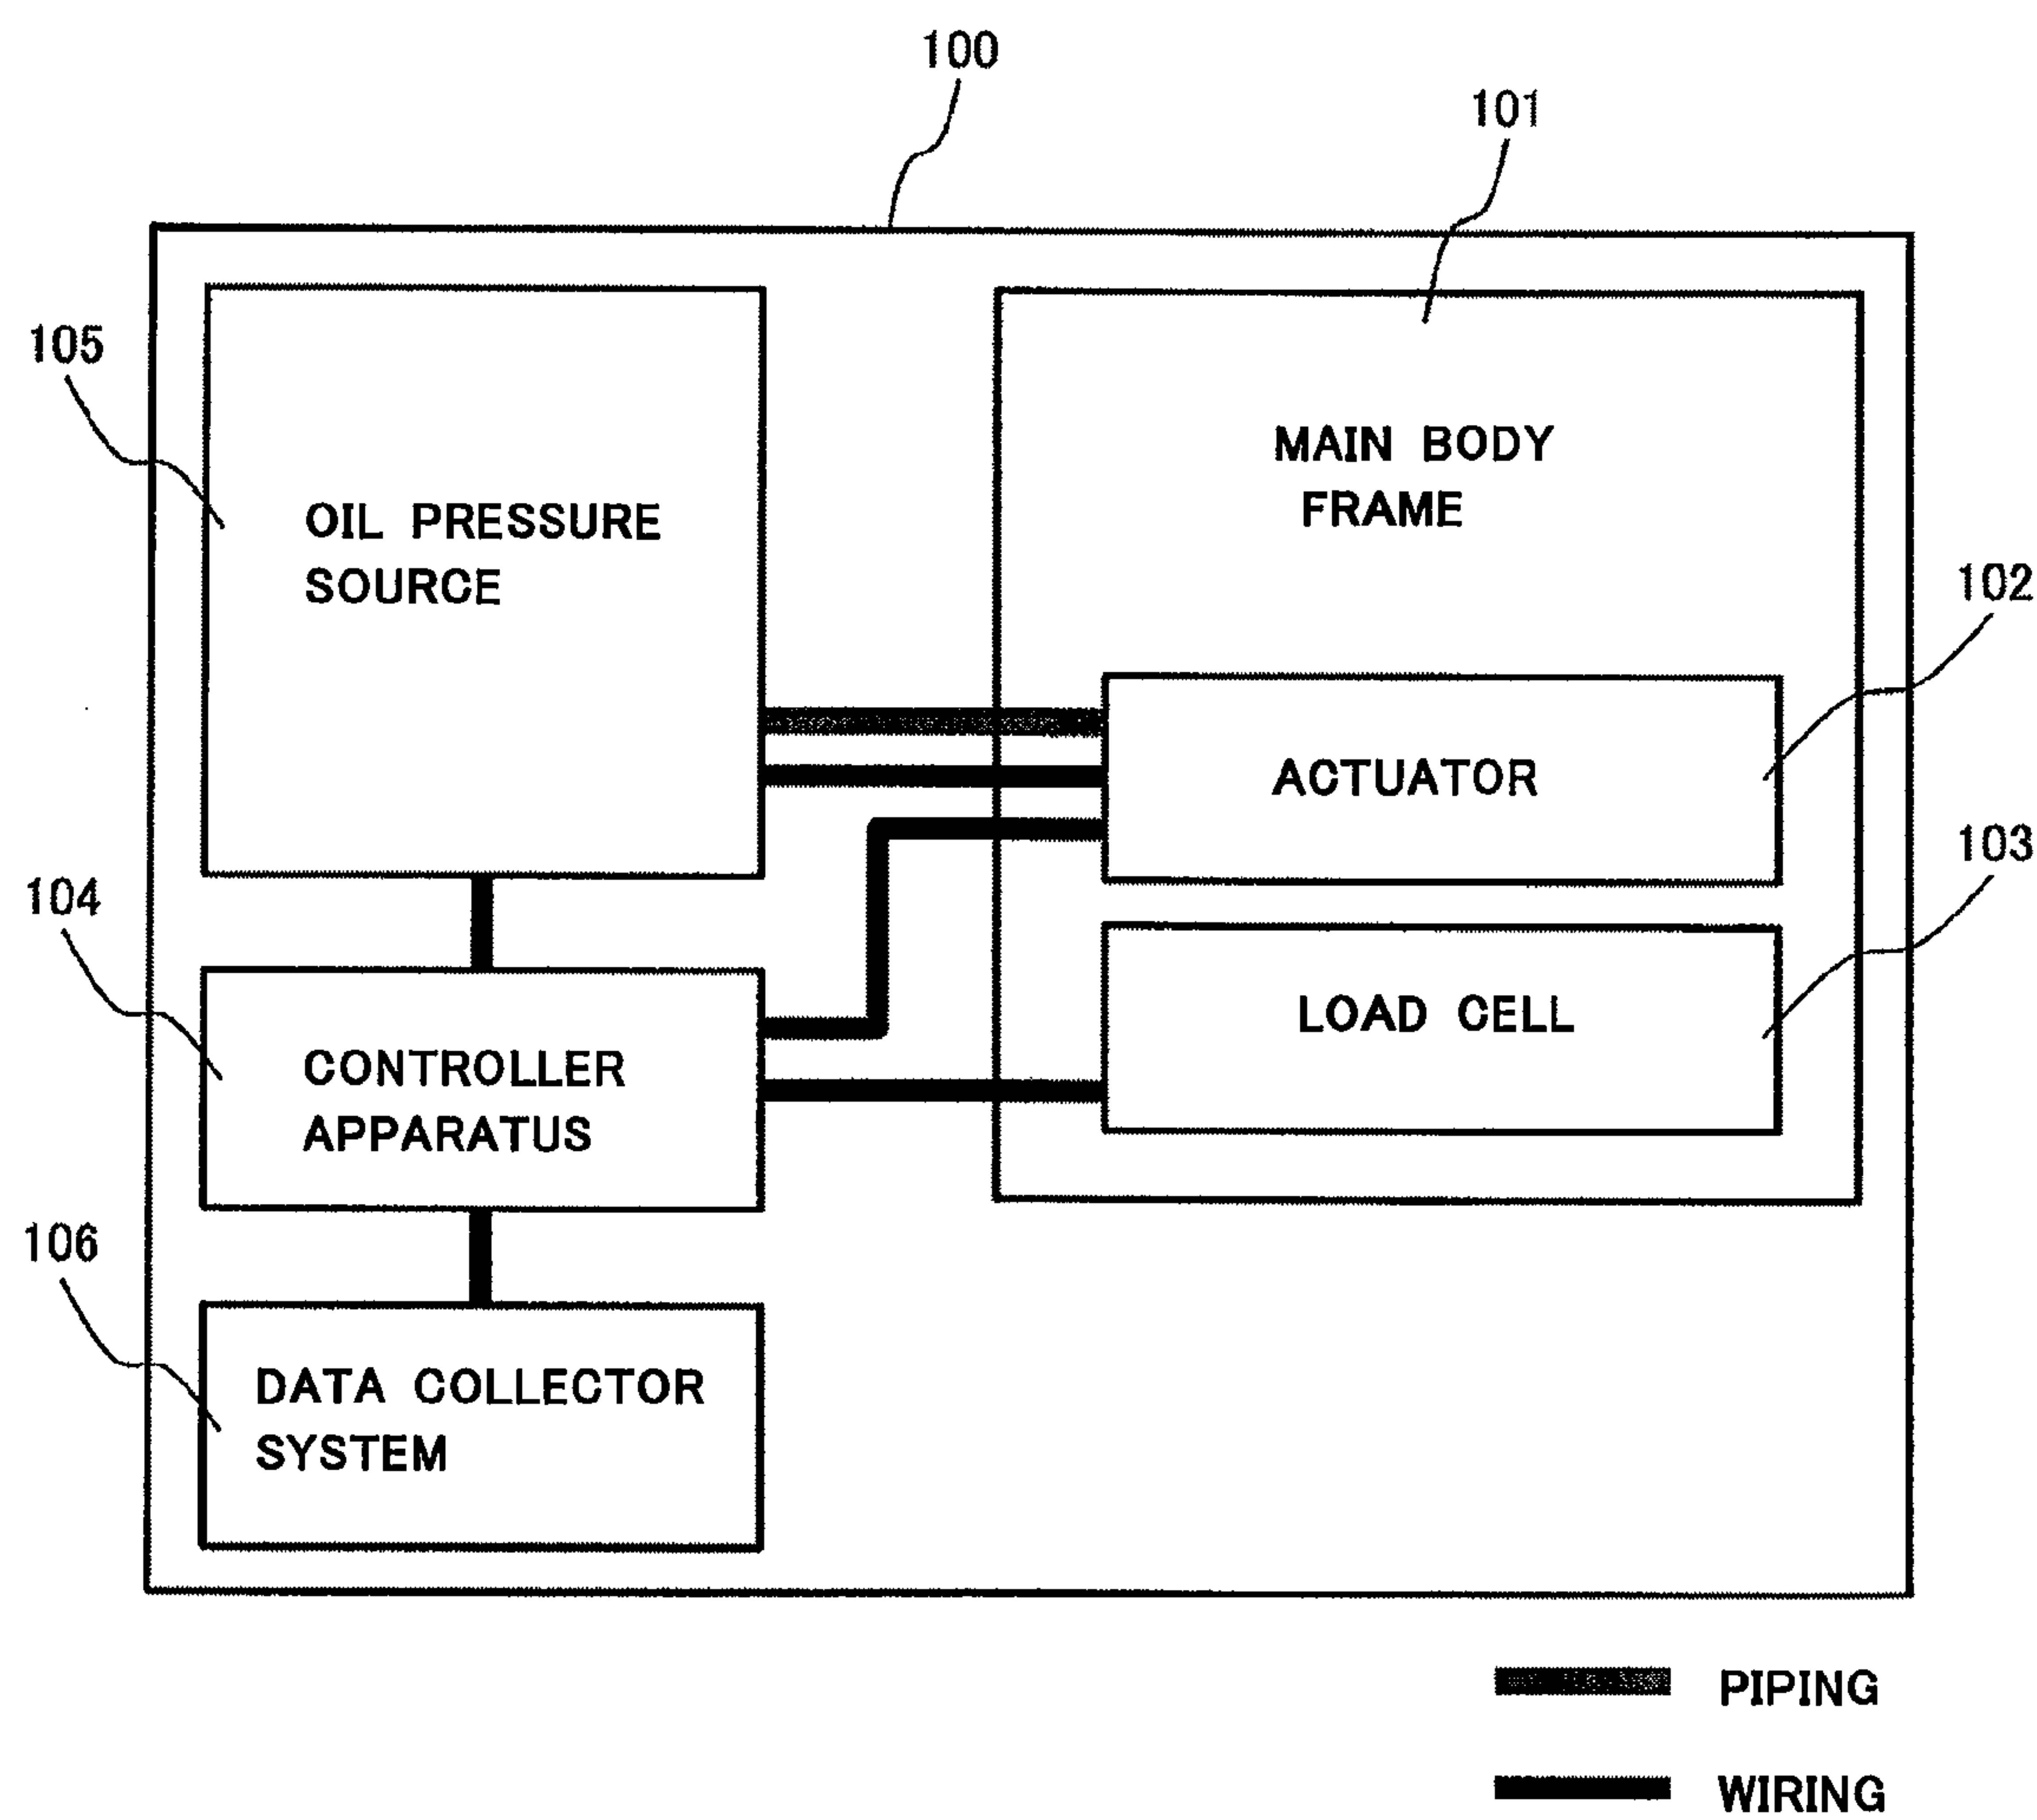 100
101
105
MAIN BODY
FRAME
OIL PRESSURE
SOURCE
102
ACTUATOR
103
104
LOAD CELL
CONTROLLER
APPARATUS
106
DATA COLLECTOR
SYSTEM
PIPING
WIRING